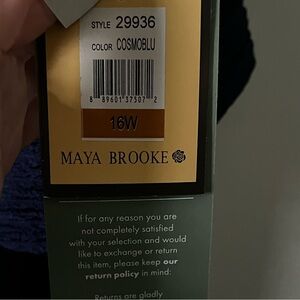 STYLE 29936
COLOR COSMOBLU
8 89601 37507 2
16W
MAYA BROOKE
If for any reason you are
not completely satisfied
with your selection and would
like to exchange or return
this item, please keep our
return policy in mind:
Returns are gladly